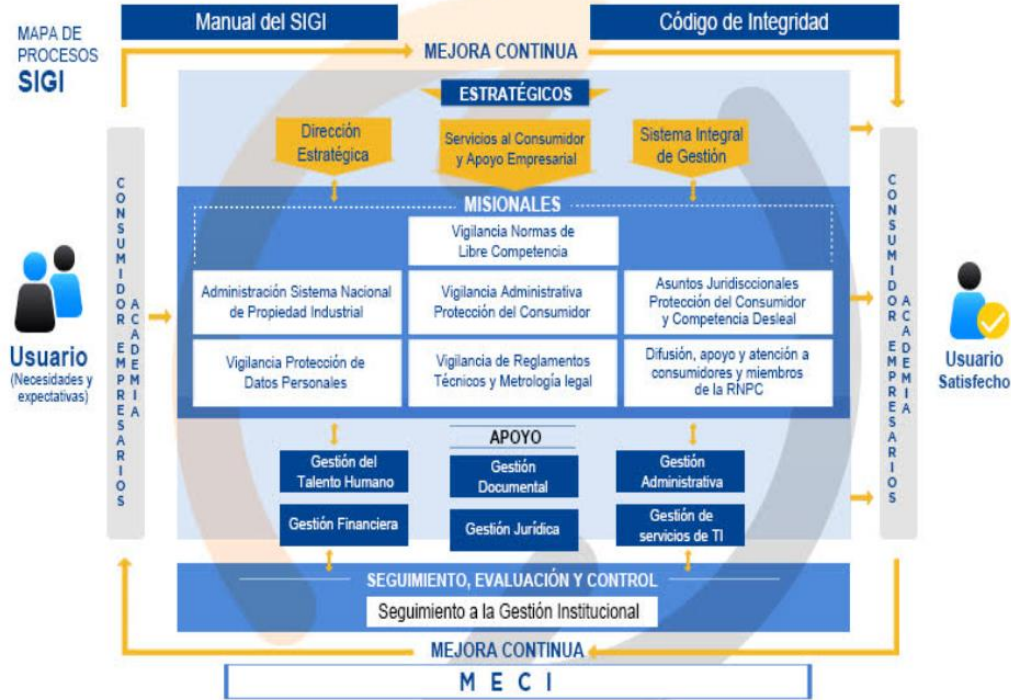 MAPA DE
PROCESOS
SIGI
Manual del SIGI
Código de Integridad
MEJORA CONTINUA
ESTRATÉGICOS
Dirección
Estratégica
Servicios al Consumidor
y Apoyo Empresarial
Sistema Integral
de Gestión
MISIONALES
Vigilancia Normas de
Libre Competencia
Administración Sistema Nacional
de Propiedad Industrial
Vigilancia Administrativa
Protección del Consumidor
Asuntos Juridisccionales
Protección del Consumidor
y Competencia Desleal
Vigilancia Protección de
Datos Personales
Vigilancia de Reglamentos
Técnicos y Metrología legal
Difusión, apoyo y atención a
consumidores y miembros
de la RNPC
APOYO
Gestión del
Talento Humano
Gestión
Documental
Gestión
Administrativa
Gestión Financiera
Gestión Jurídica
Gestión de
servicios de TI
SEGUIMIENTO, EVALUACIÓN Y CONTROL
Seguimiento a la Gestión Institucional
MEJORA CONTINUA
MECI
Usuario
(Necesidades y
expectativas)
CONSUMIDOR EMPRESARIOS
ACADEMIA
CONSUMIDOR EMPRESARIOS
ACADEMIA
Usuario
Satisfecho